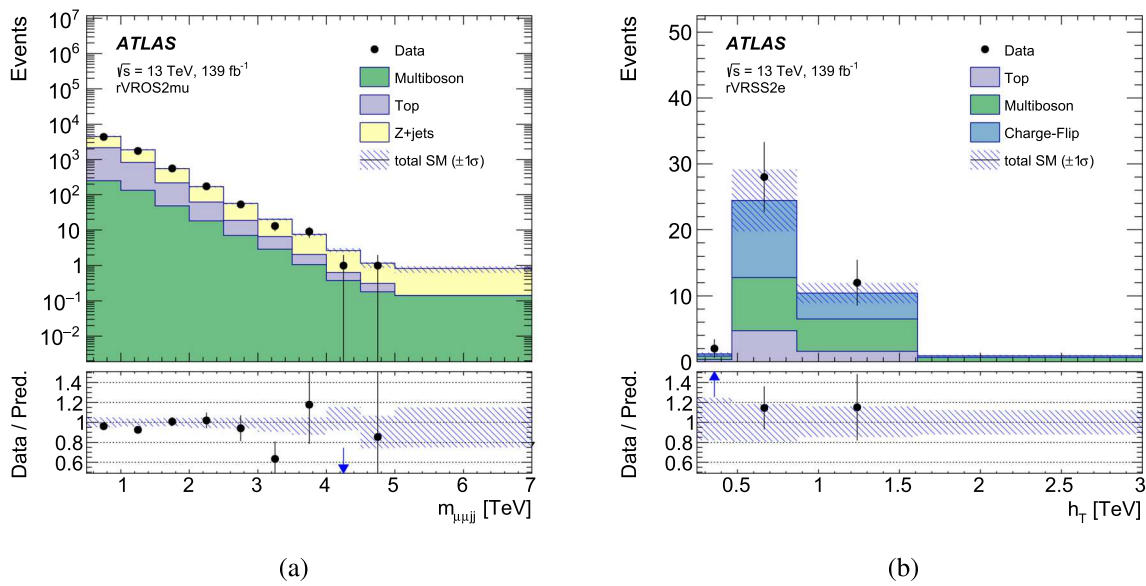 Events
10⁷
10⁶
10⁵
10⁴
10³
10²
10
1
10⁻¹
10⁻²
ATLAS
√s = 13 TeV, 139 fb⁻¹
rVROS2mu
Data
Multiboson
Top
Z+jets
total SM (±1σ)
Data / Pred.
1.4
1.2
1
0.8
0.6
1 2 3 4 5 6 7
m_μμjj [TeV]
(a)
Events
50
40
30
20
10
0
ATLAS
√s = 13 TeV, 139 fb⁻¹
rVRSS2e
Data
Top
Multiboson
Charge-Flip
total SM (±1σ)
Data / Pred.
1.4
1.2
1
0.8
0.6
0.5 1 1.5 2 2.5 3
h_T [TeV]
(b)